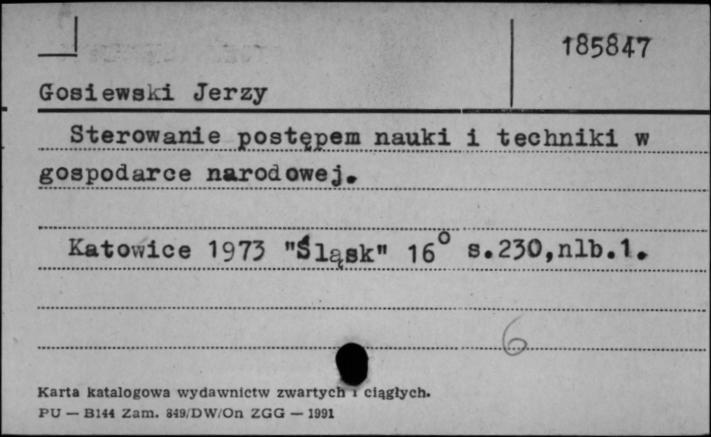 185847
Gosiewski Jerzy
Sterowanie postępem nauki i techniki w
gospodarce narodowej.
Katowice 1973 "Śląsk" 16° s.230,nlb.1.
6
Karta katalogowa wydawnictw zwartych i ciągłych.
PU — B144 Zam. 849/DW/On ZGG — 1991